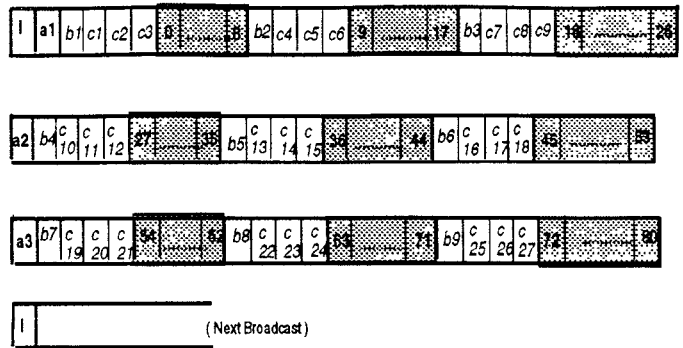 I a1 b1 c1 c2 c3 0 ........ 8 b2 c4 c5 c6 9 ........ 17 b3 c7 c8 c9 18 ........ 26
a2 b4 c 10 c 11 c 12 27 ........ 35 b5 c 13 c 14 c 15 36 ........ 44 b6 c 16 c 17 c 18 45 ........ 53
a3 b7 c 19 c 20 c 21 54 ........ 62 b8 c 22 c 23 c 24 63 ........ 71 b9 c 25 c 26 c 27 72 ........ 80
I ( Next Broadcast )